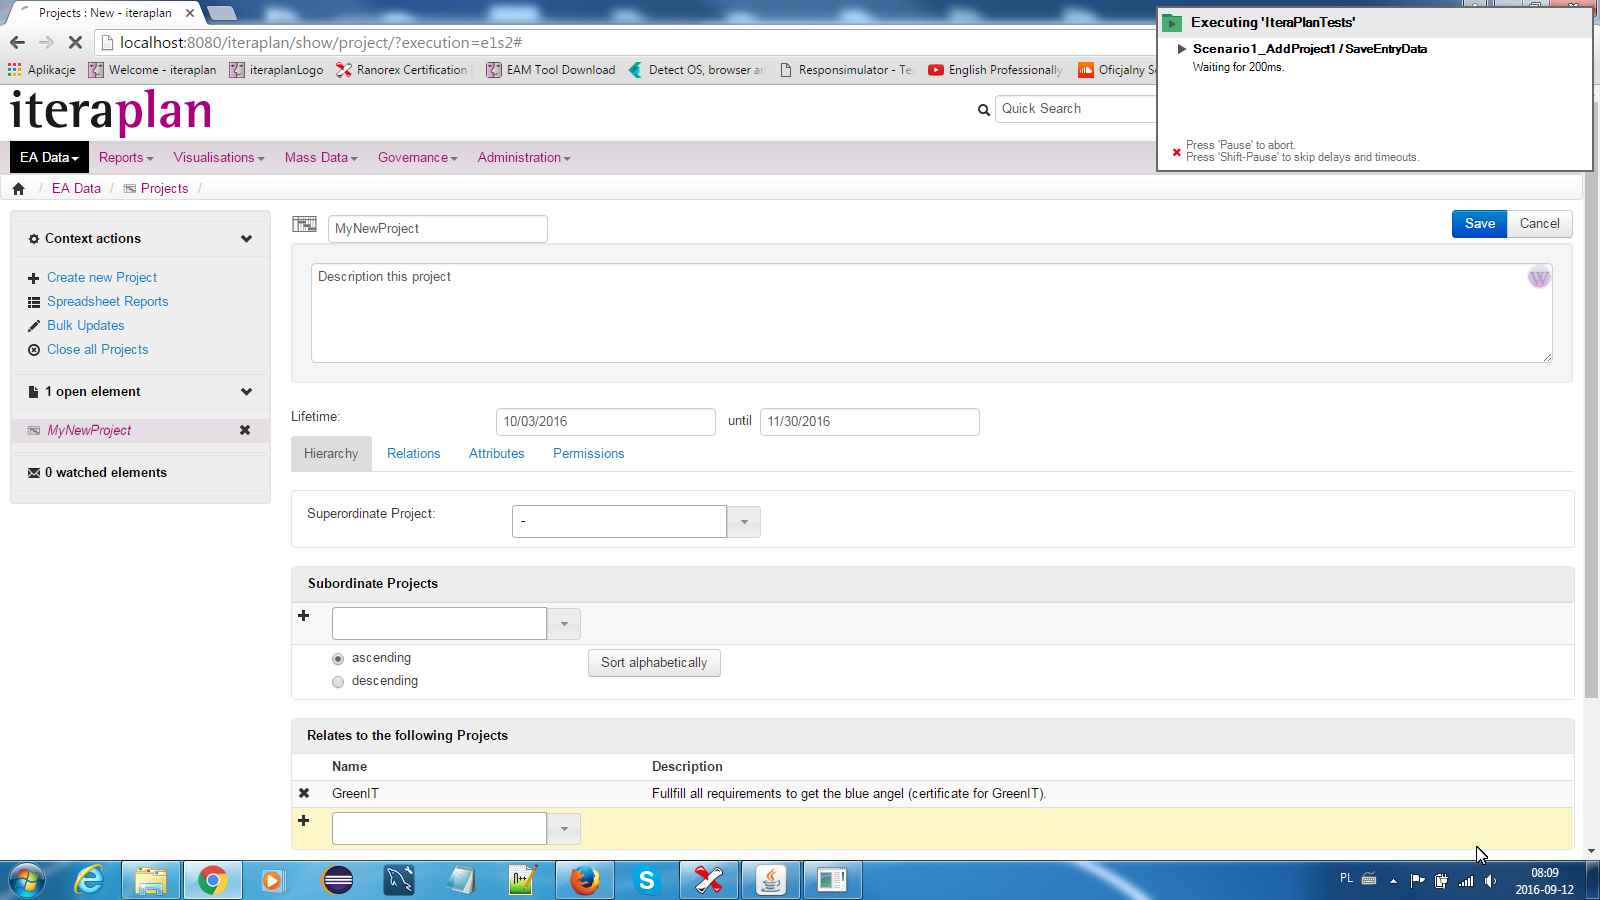 Projects : New - iteraplan
localhost:8080/iteraplan/show/project/?execution=e1s2#
Aplikacje Welcome - iteraplan iteraplanLogo Ranorex Certification EAM Tool Download Detect OS, browser Responsimulator - Te English Professionally Oficjalny S
Executing 'IteraPlanTests'
Scenario1_AddProject1 / SaveEntryData
Waiting for 200ms.
Press 'Pause' to abort.
Press 'Shift-Pause' to skip delays and timeouts.
iteraplan
Quick Search
EA Data Reports Visualisations Mass Data Governance Administration
/ EA Data / Projects /
Context actions
Create new Project
Spreadsheet Reports
Bulk Updates
Close all Projects
1 open element
MyNewProject
0 watched elements
MyNewProject
Save Cancel
Description this project
W
Lifetime: 10/03/2016 until 11/30/2016
Hierarchy Relations Attributes Permissions
Superordinate Project: -
Subordinate Projects
ascending
Sort alphabetically
descending
Relates to the following Projects
Name Description
GreenIT Fullfill all requirements to get the blue angel (certificate for GreenIT).
PL
08:09
2016-09-12